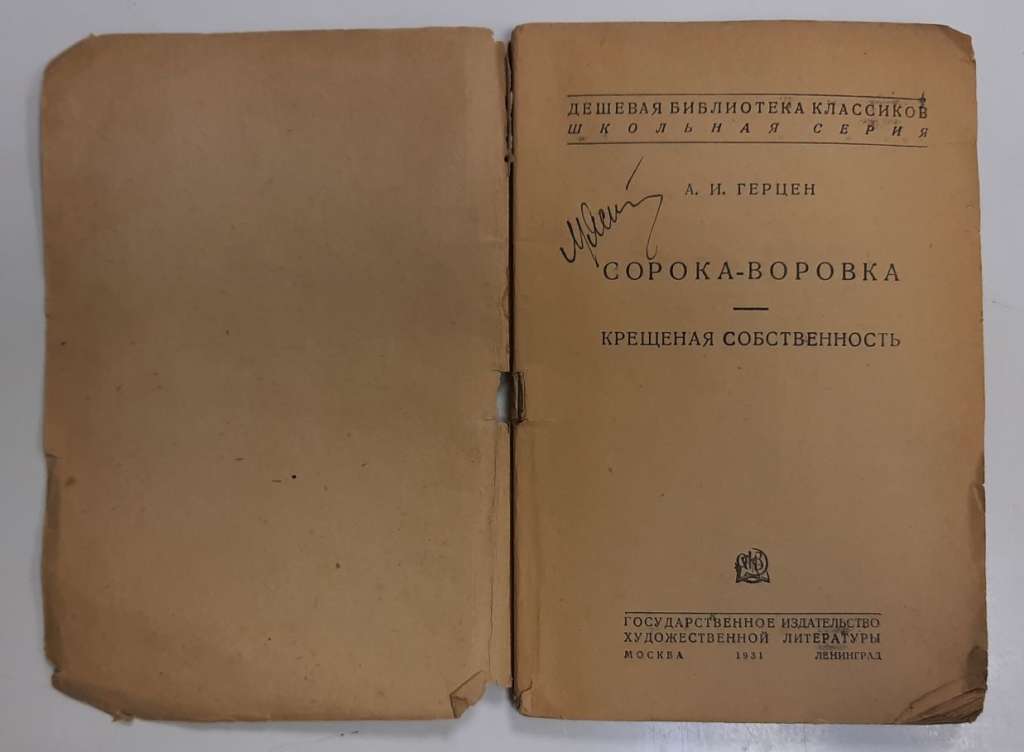 ДЕШЕВАЯ БИБЛИОТЕКА КЛАССИКОВ
ШКОЛЬНАЯ СЕРИЯ
А. И. ГЕРЦЕН
СОРОКА-ВОРОВКА
КРЕЩЕНАЯ СОБСТВЕННОСТЬ
ГОСУДАРСТВЕННОЕ ИЗДАТЕЛЬСТВО
ХУДОЖЕСТВЕННОЙ ЛИТЕРАТУРЫ
МОСКВА 1931 ЛЕНИНГРАД